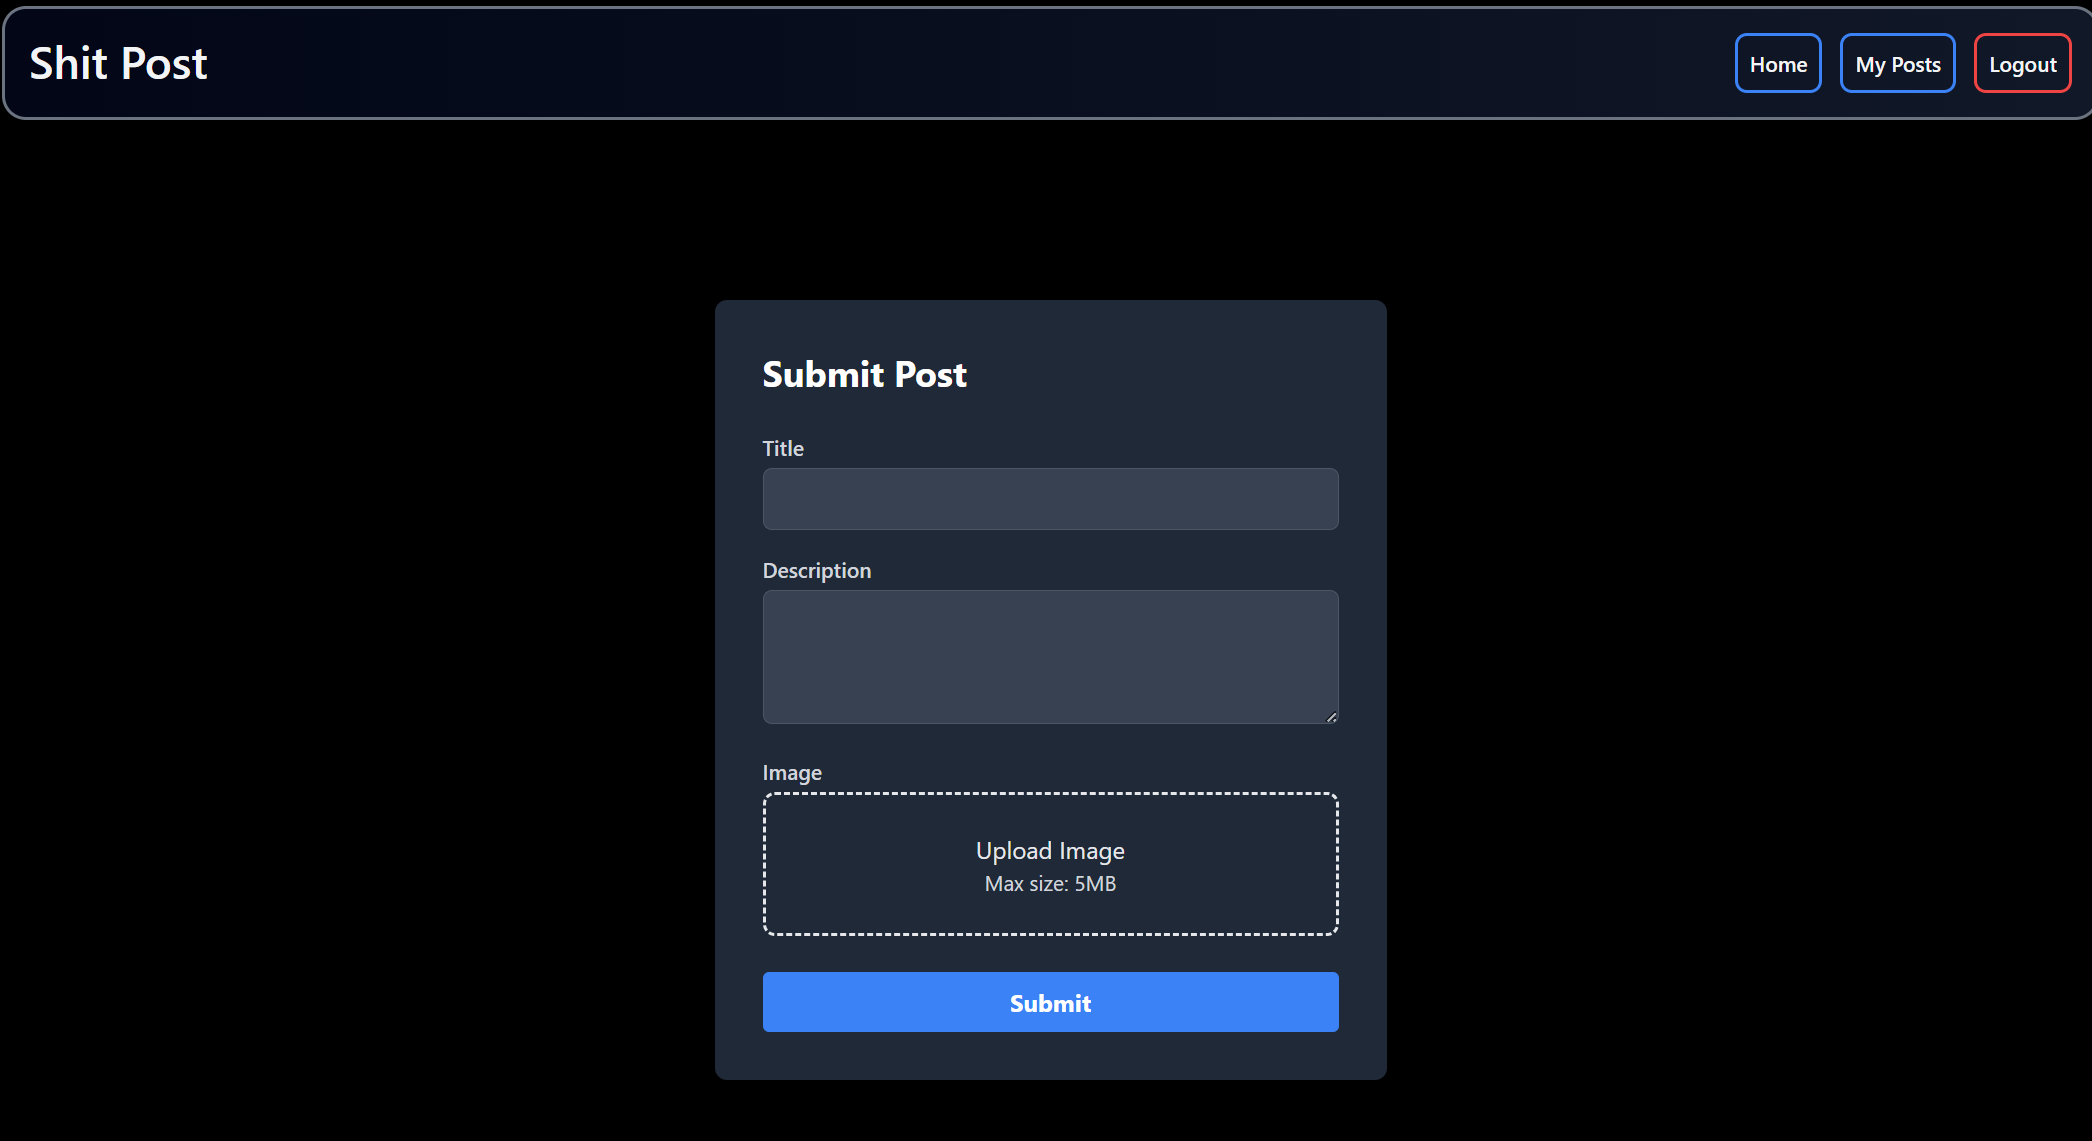 Shit Post
Home
My Posts
Logout
Submit Post
Title
Description
Image
Upload Image
Max size: 5MB
Submit